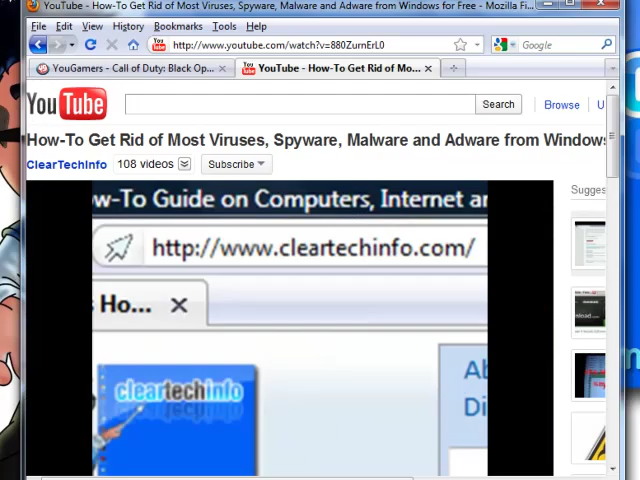 YouTube - How-To Get Rid of Most Viruses, Spyware, Malware and Adware from Windows for Free - Mozilla Fi...
File Edit View History Bookmarks Tools Help
http://www.youtube.com/watch?v=880ZurnErL0 Google
YouGamers - Call of Duty: Black Op... YouTube - How-To Get Rid of Mo...
YouTube Search Browse U
How-To Get Rid of Most Viruses, Spyware, Malware and Adware from Windows
ClearTechInfo 108 videos Subscribe
Sugges
w-To Guide on Computers, Internet an
http://www.cleartechinfo.com/
s Ho...
cleartechinfo
Ab
Di